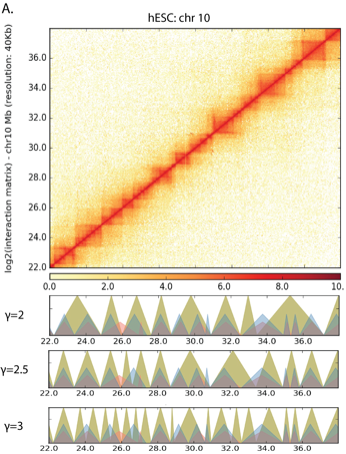 A.
hESC: chr 10
log2(interaction matrix) - chr10 Mb (resolution: 40Kb)
36.0
34.0
32.0
30.0
28.0
26.0
24.0
22.0
0.0 2.0 4.0 6.0 8.0 10.
γ=2
22.0 24.0 26.0 28.0 30.0 32.0 34.0 36.0
γ=2.5
22.0 24.0 26.0 28.0 30.0 32.0 34.0 36.0
γ=3
22.0 24.0 26.0 28.0 30.0 32.0 34.0 36.0